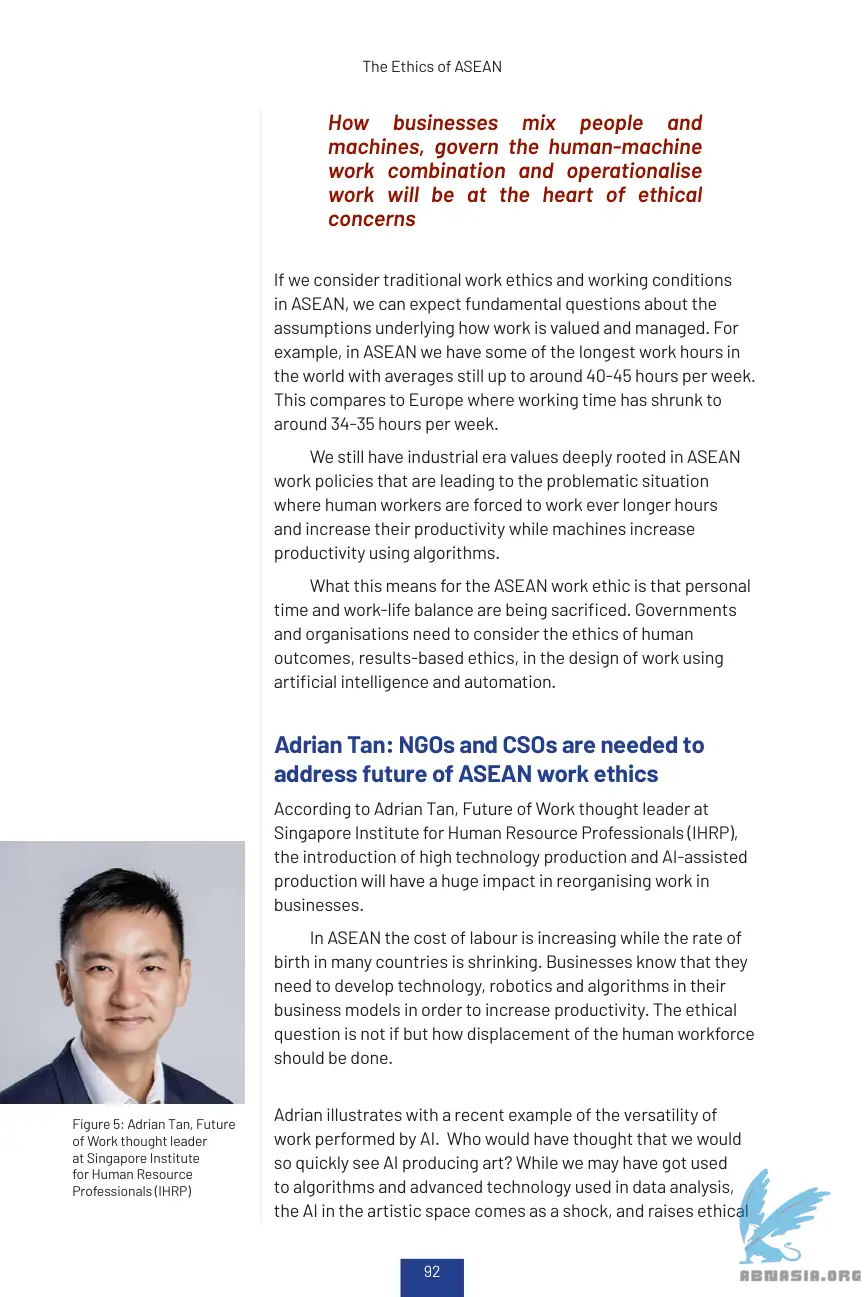 The Ethics of ASEAN
How businesses mix people and
machines, govern the human-machine
work combination and operationalise
work will be at the heart of ethical
concerns
If we consider traditional work ethics and working conditions
in ASEAN, we can expect fundamental questions about the
assumptions underlying how work is valued and managed. For
example, in ASEAN we have some of the longest work hours in
the world with averages still up to around 40-45 hours per week.
This compares to Europe where working time has shrunk to
around 34-35 hours per week.
We still have industrial era values deeply rooted in ASEAN
work policies that are leading to the problematic situation
where human workers are forced to work ever longer hours
and increase their productivity while machines increase
productivity using algorithms.
What this means for the ASEAN work ethic is that personal
time and work-life balance are being sacrificed. Governments
and organisations need to consider the ethics of human
outcomes, results-based ethics, in the design of work using
artificial intelligence and automation.
Adrian Tan: NGOs and CSOs are needed to
address future of ASEAN work ethics
According to Adrian Tan, Future of Work thought leader at
Singapore Institute for Human Resource Professionals (IHRP),
the introduction of high technology production and AI-assisted
production will have a huge impact in reorganising work in
businesses.
In ASEAN the cost of labour is increasing while the rate of
birth in many countries is shrinking. Businesses know that they
need to develop technology, robotics and algorithms in their
business models in order to increase productivity. The ethical
question is not if but how displacement of the human workforce
should be done.
Adrian illustrates with a recent example of the versatility of
work performed by AI.  Who would have thought that we would
so quickly see AI producing art? While we may have got used
to algorithms and advanced technology used in data analysis,
the AI in the artistic space comes as a shock, and raises ethical
Figure 5: Adrian Tan, Future
of Work thought leader
at Singapore Institute
for Human Resource
Professionals (IHRP)
92
ABNASIA.ORG